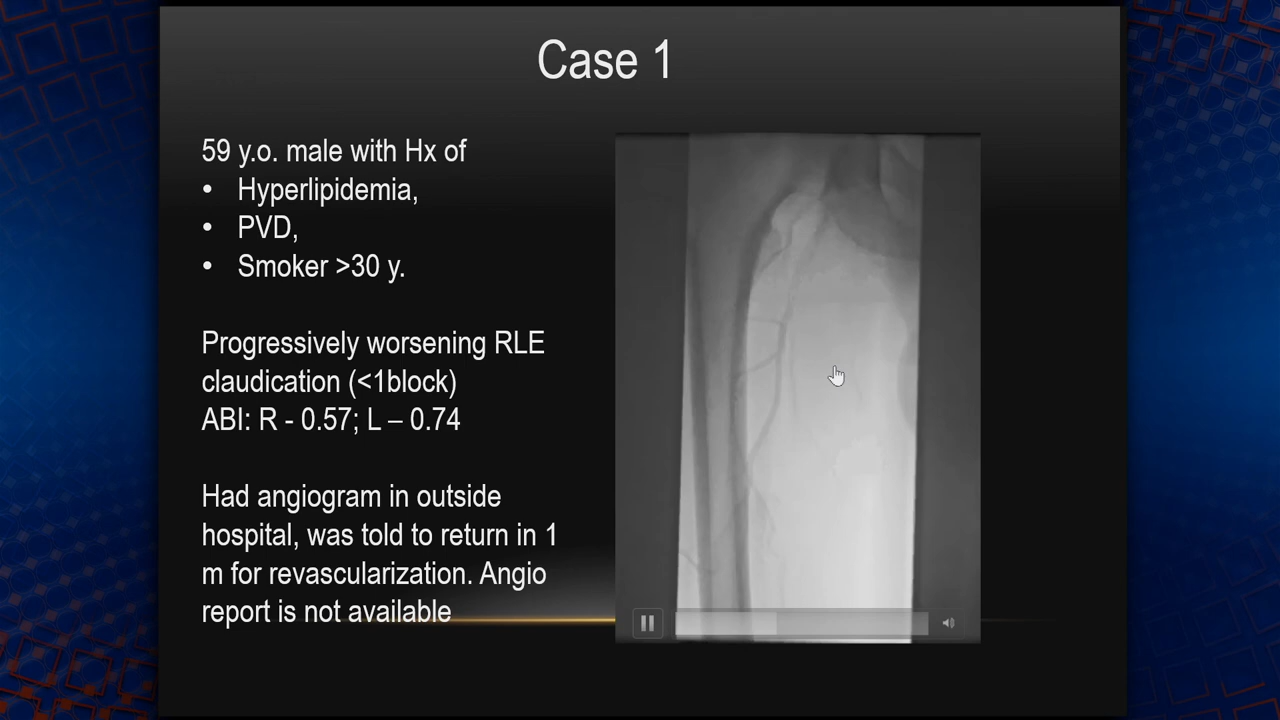 Case 1
59 y.o. male with Hx of
• Hyperlipidemia,
• PVD,
• Smoker >30 y.
Progressively worsening RLE
claudication (<1block)
ABI: R - 0.57; L – 0.74
Had angiogram in outside
hospital, was told to return in 1
m for revascularization. Angio
report is not available